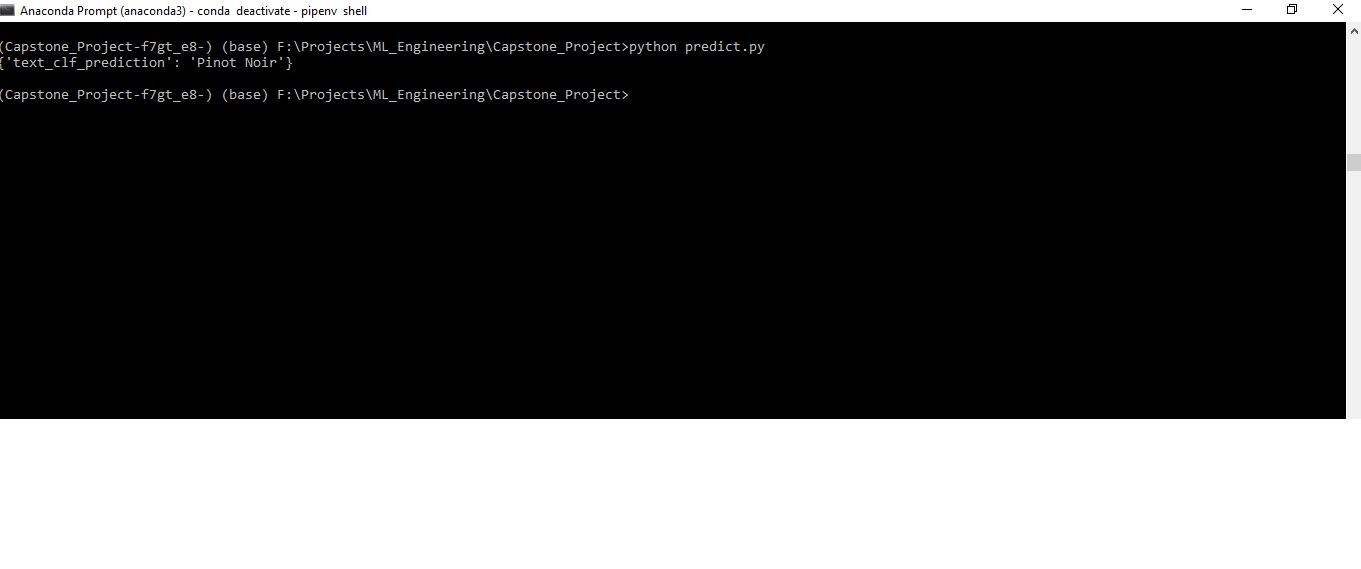 Anaconda Prompt (anaconda3) - conda  deactivate - pipenv  shell
(Capstone_Project-f7gt_e8-) (base) F:\Projects\ML_Engineering\Capstone_Project>python predict.py
{'text_clf_prediction': 'Pinot Noir'}
(Capstone_Project-f7gt_e8-) (base) F:\Projects\ML_Engineering\Capstone_Project>